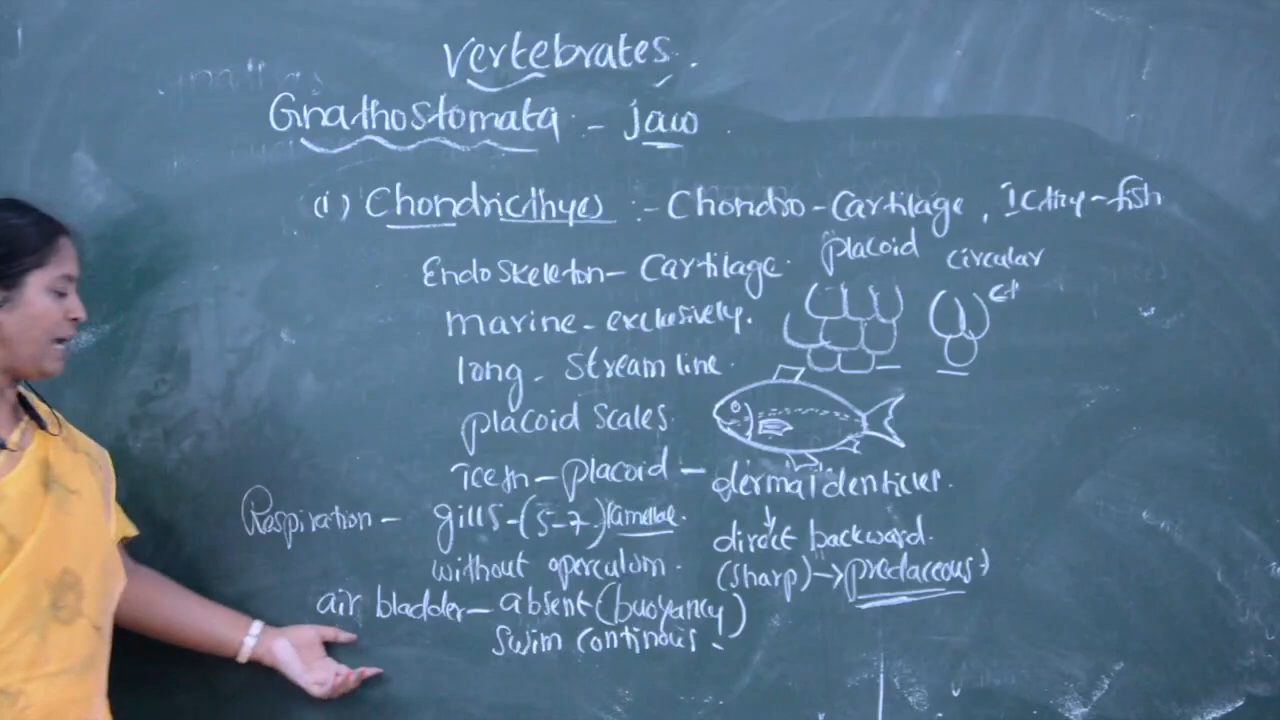 Vertebrates.
Gnathostomata :- jaw
(i) Chondricthyes :- Chondro - Cartilage, Icthy - fish
Endoskeleton - Cartilage. placoid circular
marine - exclusively.
long - stream line.
placoid scales.
Teeth - placoid - dermal denticles.
Respiration - gills - (5-7) lamellae. direct backward.
without operculum. (sharp) → predaceous)
air bladder - absent (buoyancy)
swim continous.